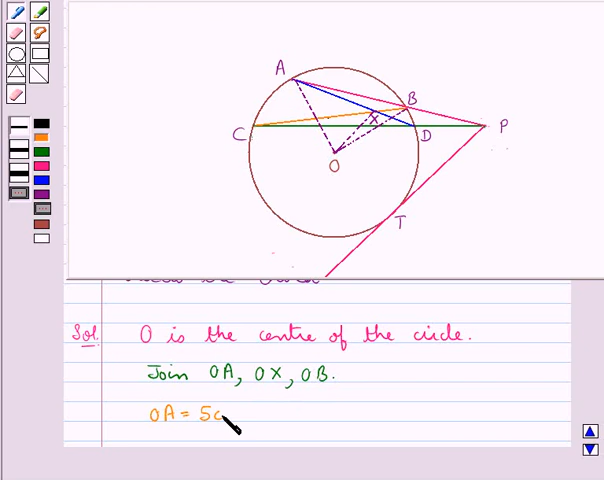 A
B
C
X
D
P
O
T
Sol. O is the centre of the circle.
Join OA, OX, OB.
OA = 5c